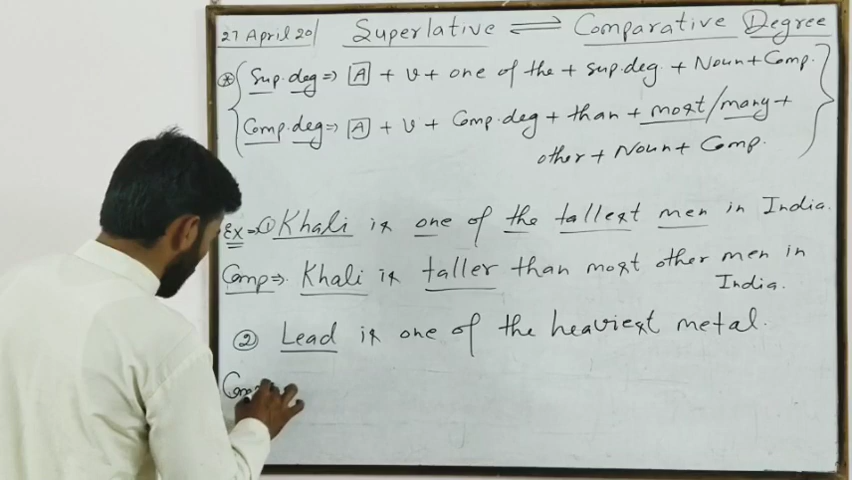 27 April 20 Superlative ⇌ Comparative Degree
Sup. deg ⇒ A + V + one of the + sup. deg. + Noun + Comp.
Comp. deg ⇒ A + V + Comp. deg + than + most/many +
other + Noun + Comp.
Ex ⇒ ① Khali is one of the tallest men in India.
Comp ⇒ Khali is taller than most other men in
India.
② Lead is one of the heaviest metal.
Com